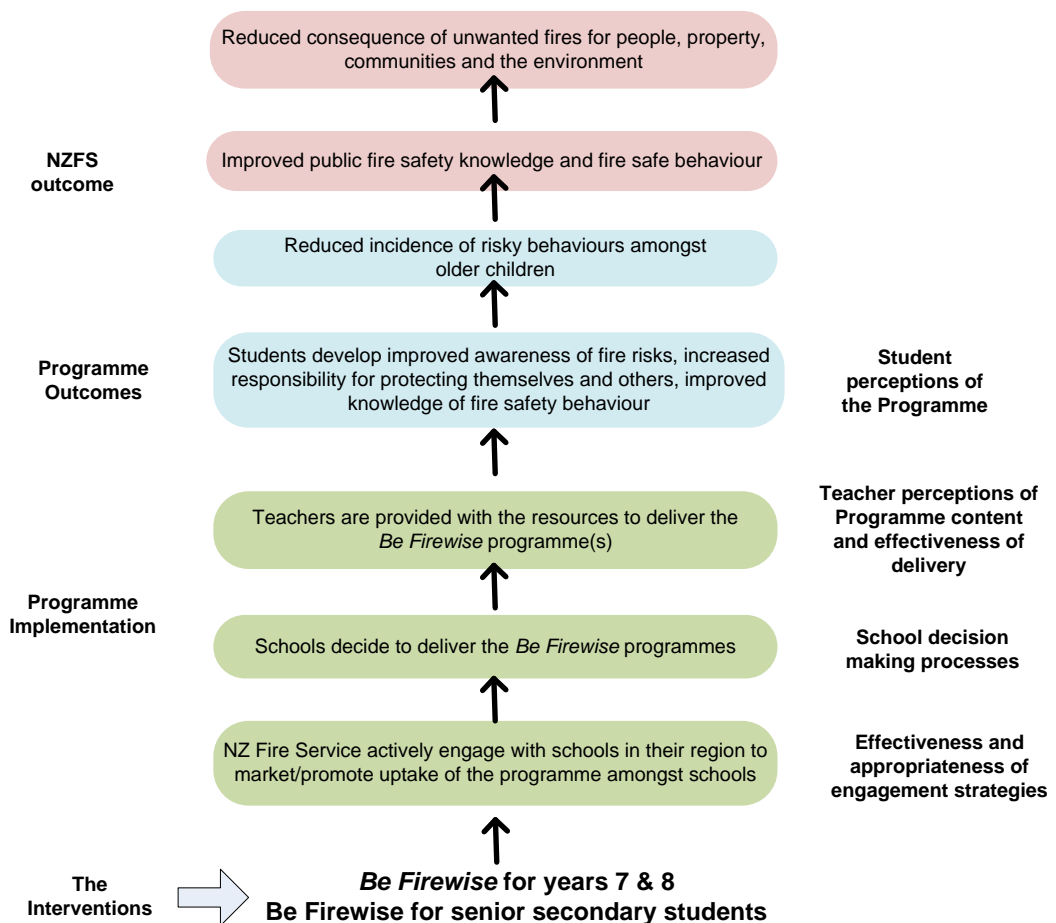 Reduced consequence of unwanted fires for people, property,
communities and the environment
NZFS
outcome
Improved public fire safety knowledge and fire safe behaviour
Reduced incidence of risky behaviours amongst
older children
Programme
Outcomes
Students develop improved awareness of fire risks, increased
responsibility for protecting themselves and others, improved
knowledge of fire safety behaviour
Student
perceptions of
the Programme
Teachers are provided with the resources to deliver the
Be Firewise programme(s)
Teacher perceptions of
Programme content
and effectiveness of
delivery
Programme
Implementation
Schools decide to deliver the Be Firewise programmes
School decision
making processes
NZ Fire Service actively engage with schools in their region to
market/promote uptake of the programme amongst schools
Effectiveness and
appropriateness of
engagement strategies
The
Interventions
Be Firewise for years 7 & 8
Be Firewise for senior secondary students